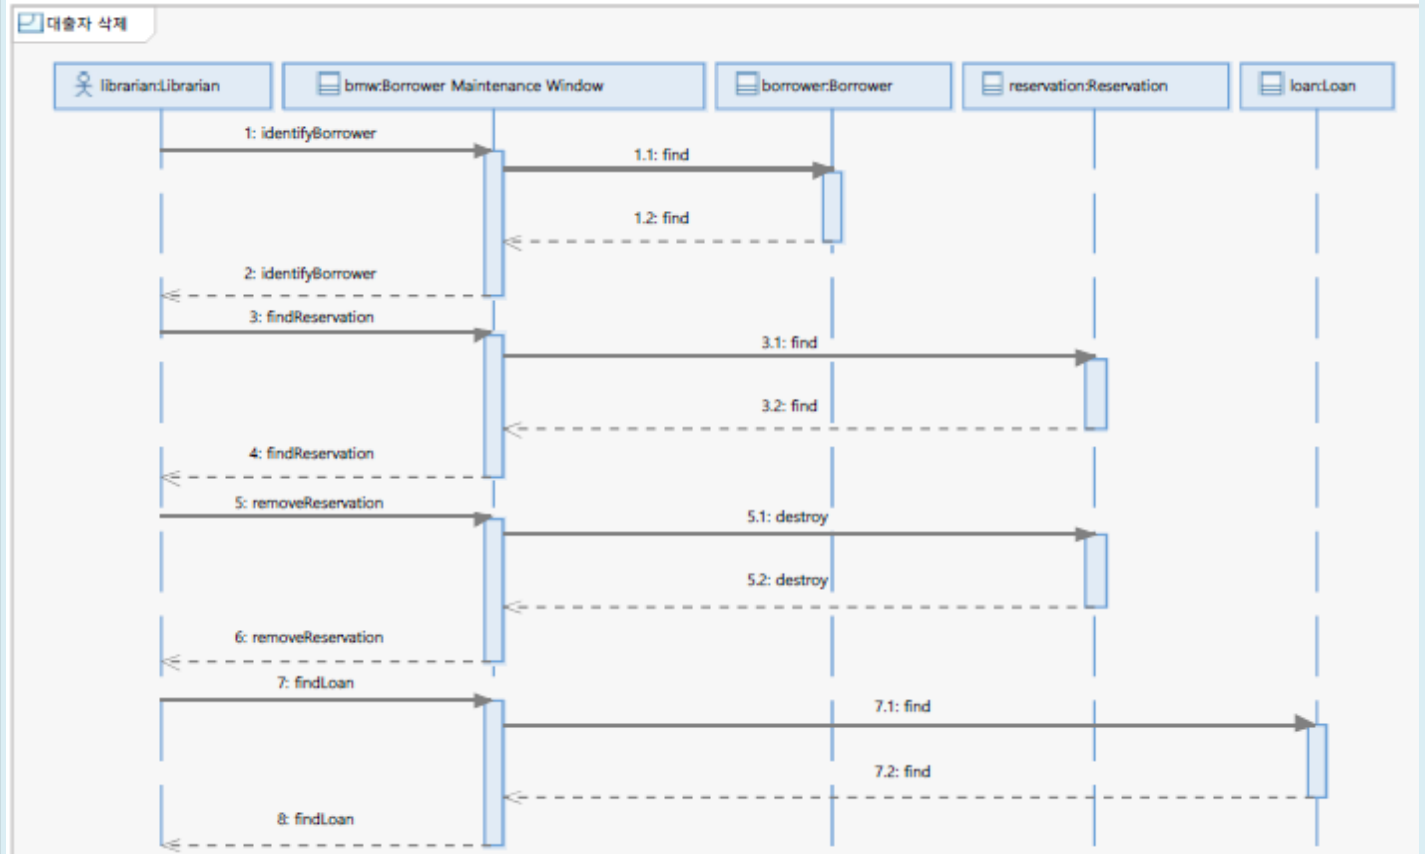 대출자 삭제
librarian:Librarian
bmw:Borrower Maintenance Window
borrower:Borrower
reservation:Reservation
loan:Loan
1: identifyBorrower
1.1: find
1.2: find
2: identifyBorrower
3: findReservation
3.1: find
3.2: find
4: findReservation
5: removeReservation
5.1: destroy
5.2: destroy
6: removeReservation
7: findLoan
7.1: find
7.2: find
8: findLoan